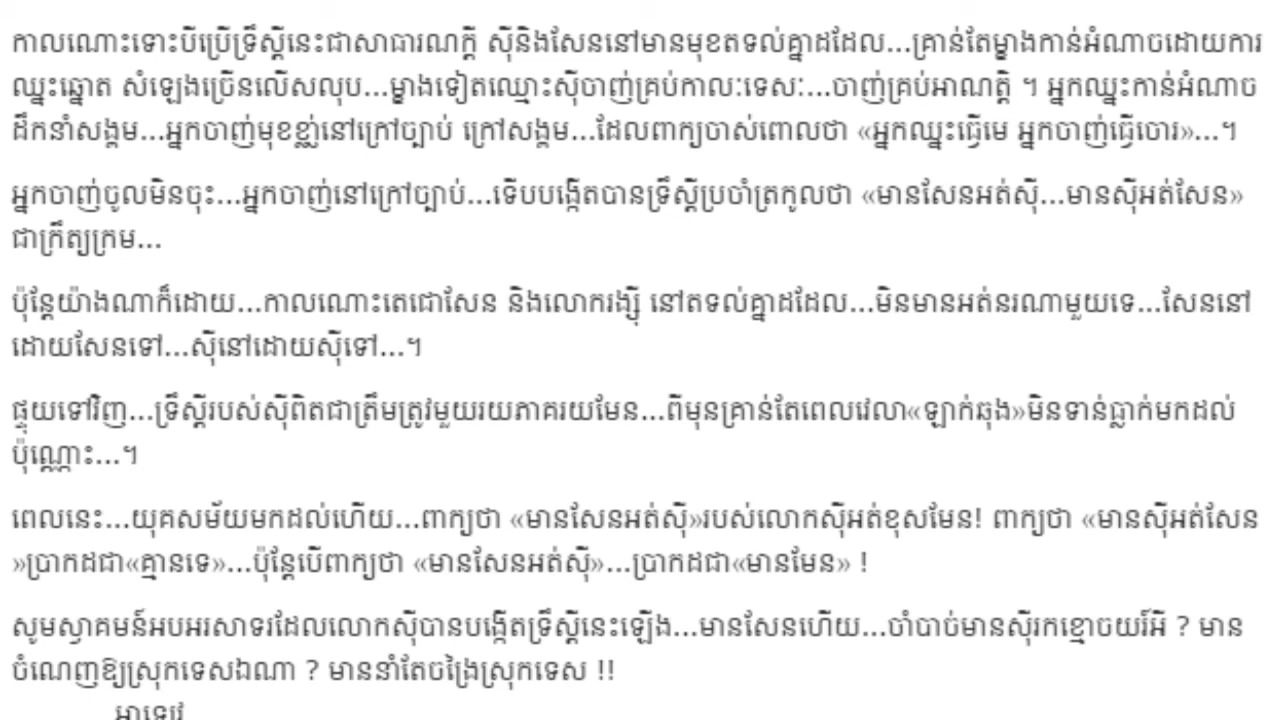 កាលណោះទោះបីប្រើទ្រឹស្តីនេះជាសាធារណក្តី ស៊ីនិងសែននៅមានមុខតទល់គ្នាដដែល...គ្រាន់តែម្ខាងកាន់អំណាចដោយការ
ឈ្នះឆ្នោត សំឡេងច្រើនលើសលុប...ម្ខាងទៀតឈ្មោះស៊ីចាញ់គ្រប់កាលៈទេសៈ...ចាញ់គ្រប់អាណត្តិ ។ អ្នកឈ្នះកាន់អំណាច
ដឹកនាំសង្គម...អ្នកចាញ់មុខខ្លាំនៅក្រៅច្បាប់ ក្រៅសង្គម...ដែលពាក្យចាស់ពោលថា «អ្នកឈ្នះធ្វើមេ អ្នកចាញ់ធ្វើចោរ»...។
អ្នកចាញ់ចូលមិនចុះ...អ្នកចាញ់នៅក្រៅច្បាប់...ទើបបង្កើតបានទ្រឹស្តីប្រចាំត្រកូលថា «មានសែនអត់ស៊ី...មានស៊ីអត់សែន»
ជាក្រឹត្យក្រម...
ប៉ុន្តែយ៉ាងណាក៏ដោយ...កាលណោះតេជោសែន និងលោករង្ស៊ី នៅតទល់គ្នាដដែល...មិនមានអត់នរណាមួយទេ...សែននៅ
ដោយសែនទៅ...ស៊ីនៅដោយស៊ីទៅ...។
ផ្ទុយទៅវិញ...ទ្រឹស្តីរបស់ស៊ីពិតជាត្រឹមត្រូវមួយរយភាគរយមែន...ពីមុនគ្រាន់តែពេលវេលា«ឡាក់ឆុង»មិនទាន់ធ្លាក់មកដល់
ប៉ុណ្ណោះ...។
ពេលនេះ...យុគសម័យមកដល់ហើយ...ពាក្យថា «មានសែនអត់ស៊ី»របស់លោកស៊ីអត់ខុសមែន! ពាក្យថា «មានស៊ីអត់សែន
»ប្រាកដជា«គ្មានទេ»...ប៉ុន្តែបើពាក្យថា «មានសែនអត់ស៊ី»...ប្រាកដជា«មានមែន» !
សូមស្វាគមន៍អបអរសាទរដែលលោកស៊ីបានបង្កើតទ្រឹស្តីនេះឡើង...មានសែនហើយ...ចាំបាច់មានស៊ីរកខ្មោចយរ៍អី ? មាន
ចំណេញឱ្យស្រុកទេសឯណា ? មាននាំតែចង្រៃស្រុកទេស !!
អាឡេវ